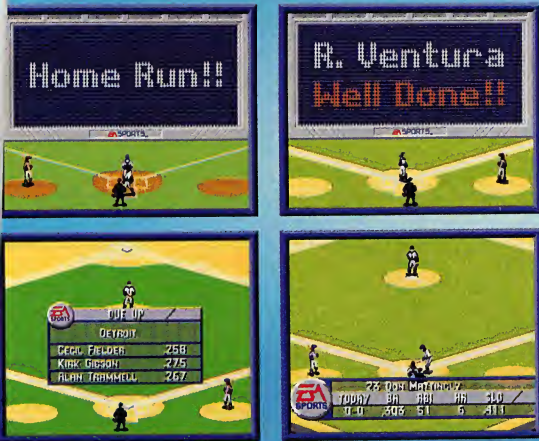 Home Run!!
EA SPORTS
R. Ventura
Well Done!!
EA SPORTS
EA SPORTS
DUE UP
DETROIT
CECIL FIELDER .258
KIRK GIBSON .275
ALAN TRAMMELL .267
EA SPORTS
23 DON MATTINGLY
TODAY BA RBI HR SLG
0-0 .303 51 6 .411